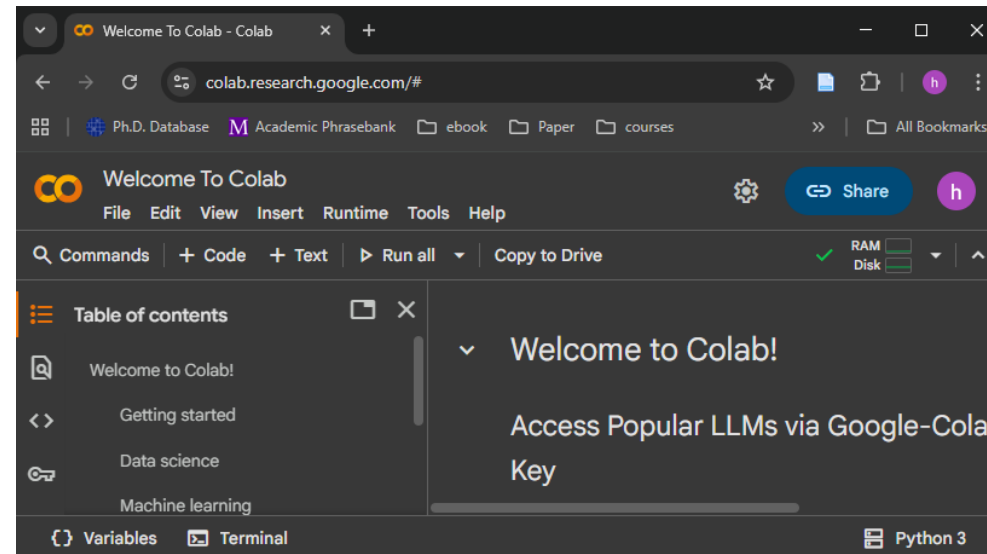 Welcome To Colab - Colab
colab.research.google.com/#
Ph.D. Database M Academic Phrasebank ebook Paper courses » All Bookmarks
h
Welcome To Colab
File Edit View Insert Runtime Tools Help
Share
h
Commands + Code + Text Run all Copy to Drive
RAM
Disk
Table of contents
Welcome to Colab!
Getting started
Data science
Machine learning
Welcome to Colab!
Access Popular LLMs via Google-Cola
Key
{} Variables Terminal Python 3